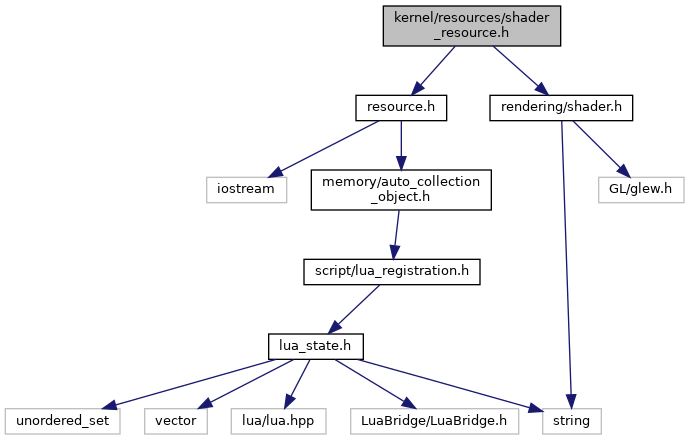 kernel/resources/shader
_resource.h
resource.h
rendering/shader.h
iostream
memory/auto_collection
_object.h
GL/glew.h
script/lua_registration.h
lua_state.h
unordered_set
vector
lua/lua.hpp
LuaBridge/LuaBridge.h
string